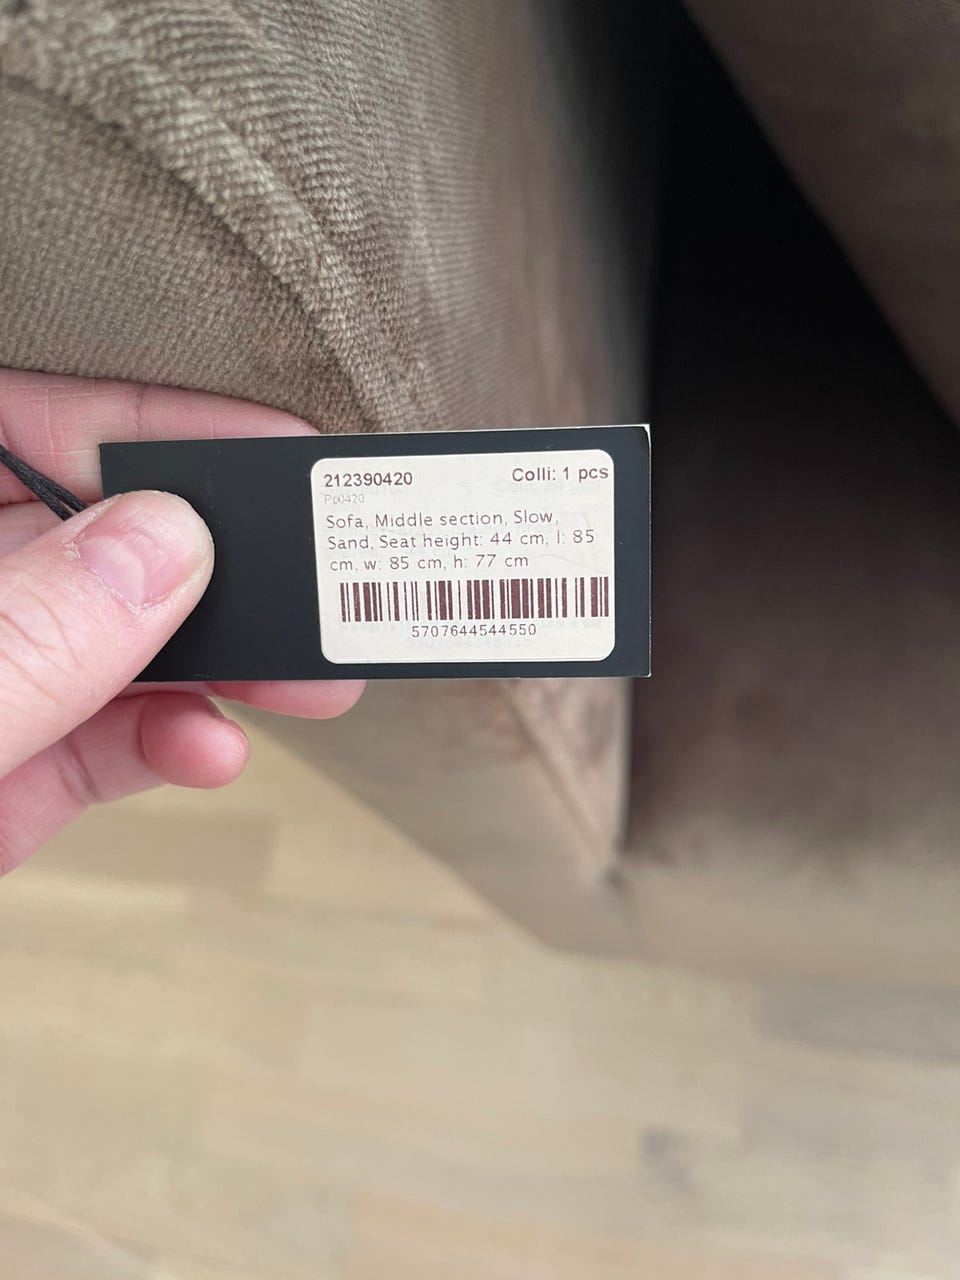 212390420 Colli: 1 pcs
Pp0420
Sofa, Middle section, Slow,
Sand, Seat height: 44 cm, l: 85
cm, w: 85 cm, h: 77 cm
5707644544550